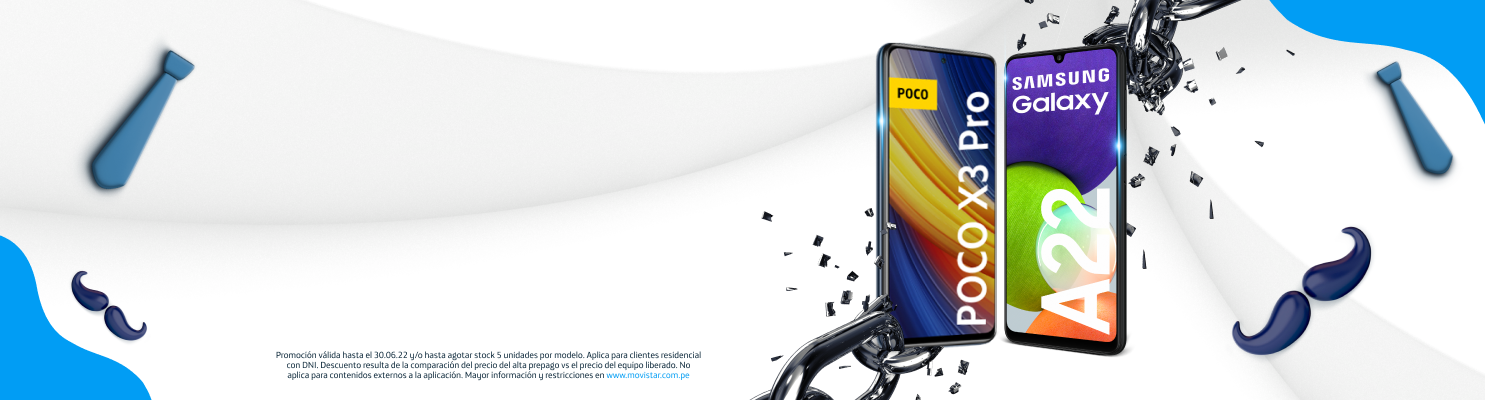 POCO
POCO X3 Pro
SAMSUNG
Galaxy
A22
Promoción válida hasta el 30.06.22 y/o hasta agotar stock 5 unidades por modelo. Aplica para clientes residencial
con DNI. Descuento resulta de la comparación del precio del alta prepago vs el precio del equipo liberado. No
aplica para contenidos externos a la aplicación. Mayor información y restricciones en www.movistar.com.pe